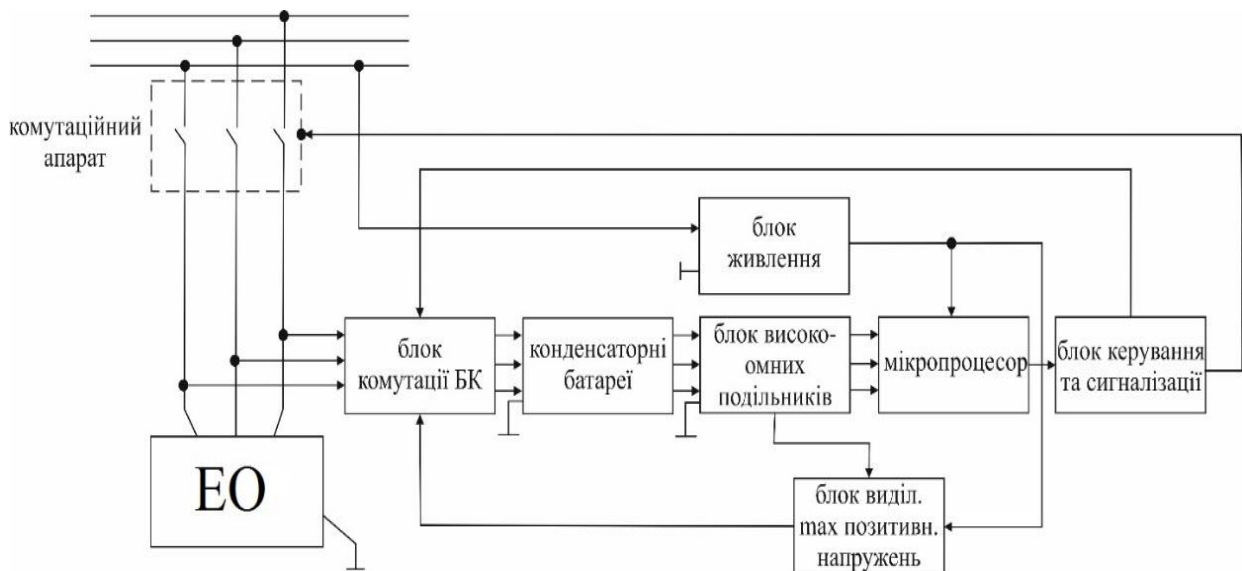 комутаційний
апарат
блок
живлення
блок
комутації БК
конденсаторні
батареї
блок високо-
омних
подільників
мікропроцесор
блок керування
та сигналізації
ЕО
блок виділ.
max позитивн.
напружень